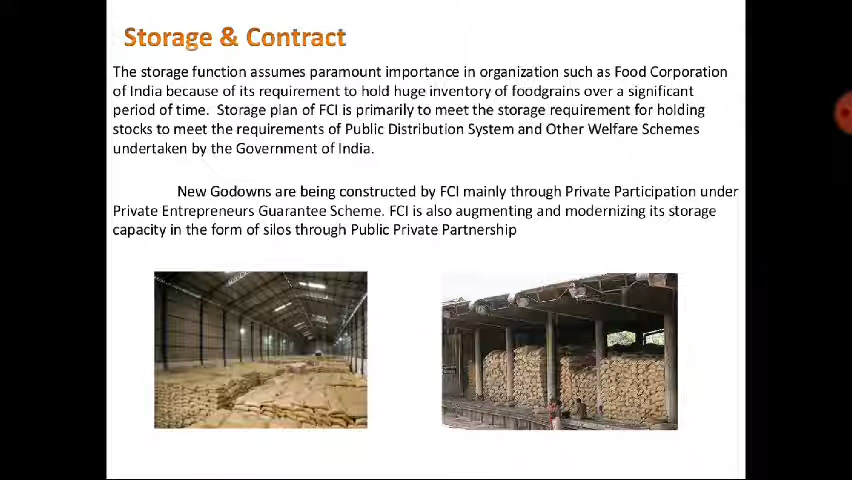 Storage & Contract
The storage function assumes paramount importance in organization such as Food Corporation
of India because of its requirement to hold huge inventory of foodgrains over a significant
period of time. Storage plan of FCI is primarily to meet the storage requirement for holding
stocks to meet the requirements of Public Distribution System and Other Welfare Schemes
undertaken by the Government of India.
New Godowns are being constructed by FCI mainly through Private Participation under
Private Entrepreneurs Guarantee Scheme. FCI is also augmenting and modernizing its storage
capacity in the form of silos through Public Private Partnership